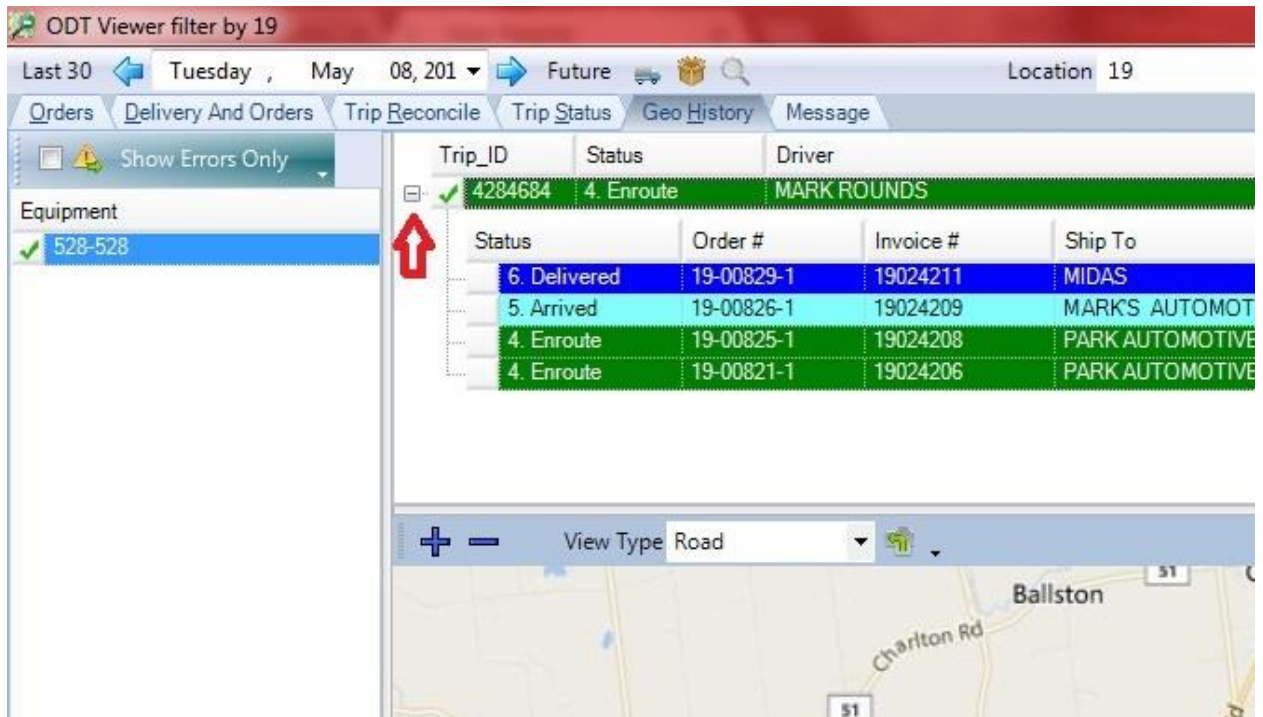 ODT Viewer filter by 19
Last 30 Tuesday , May 08, 201 Future Location 19
Orders Delivery And Orders Trip Reconcile Trip Status Geo History Message
Show Errors Only
Equipment
528-528
Trip_ID Status Driver
4284684 4. Enroute MARK ROUNDS
Status Order # Invoice # Ship To
6. Delivered 19-00829-1 19024211 MIDAS
5. Arrived 19-00826-1 19024209 MARK'S AUTOMOT
4. Enroute 19-00825-1 19024208 PARK AUTOMOTIVE
4. Enroute 19-00821-1 19024206 PARK AUTOMOTIVE
View Type Road
51
Ballston
Charlton Rd
51